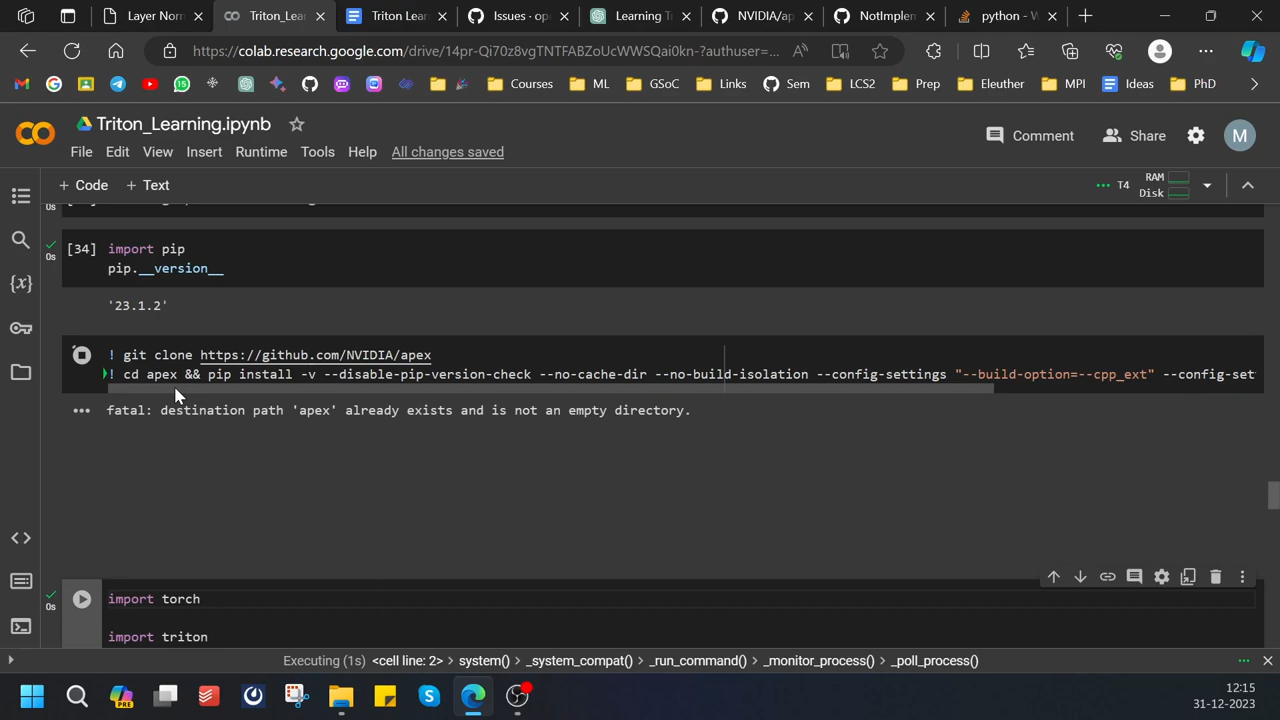 Layer Norm
Triton_Lear
Triton Learn
Issues · op
Learning T
NVIDIA/ap
NotImplem
python - W
https://colab.research.google.com/drive/14pr-Qi70z8vgTNTFABZoUcWWSQai0kn-?authuser=...
Courses
ML
GSoC
Links
Sem
LCS2
Prep
Eleuther
MPI
Ideas
PhD
Triton_Learning.ipynb
Comment
Share
M
File Edit View Insert Runtime Tools Help All changes saved
+ Code + Text
T4
RAM
Disk
0s
[34] import pip
0s
pip.__version__
'23.1.2'
! git clone https://github.com/NVIDIA/apex
! cd apex && pip install -v --disable-pip-version-check --no-cache-dir --no-build-isolation --config-settings "--build-option=--cpp_ext" --config-set
fatal: destination path 'apex' already exists and is not an empty directory.
import torch
0s
import triton
Executing (1s) <cell line: 2> system() _system_compat() _run_command() _monitor_process() _poll_process()
12:15
31-12-2023